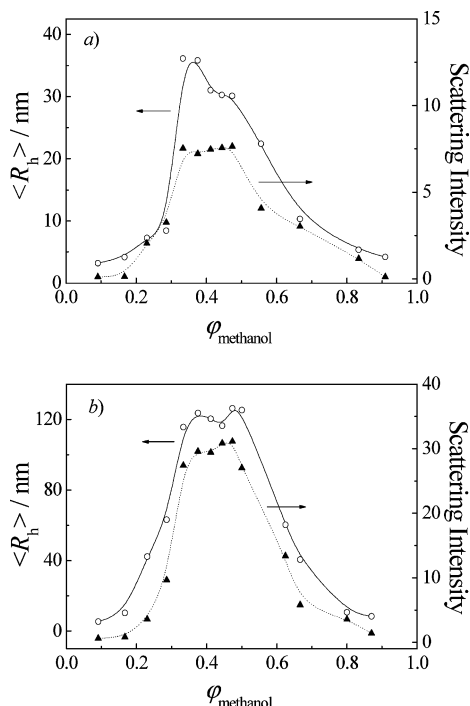 a)
40
30
20
10
0
<R_h> / nm
15
10
5
0
Scattering Intensity
0.0 0.2 0.4 0.6 0.8 1.0
φ_methanol
b)
120
80
40
0
<R_h> / nm
40
30
20
10
0
Scattering Intensity
0.0 0.2 0.4 0.6 0.8 1.0
φ_methanol